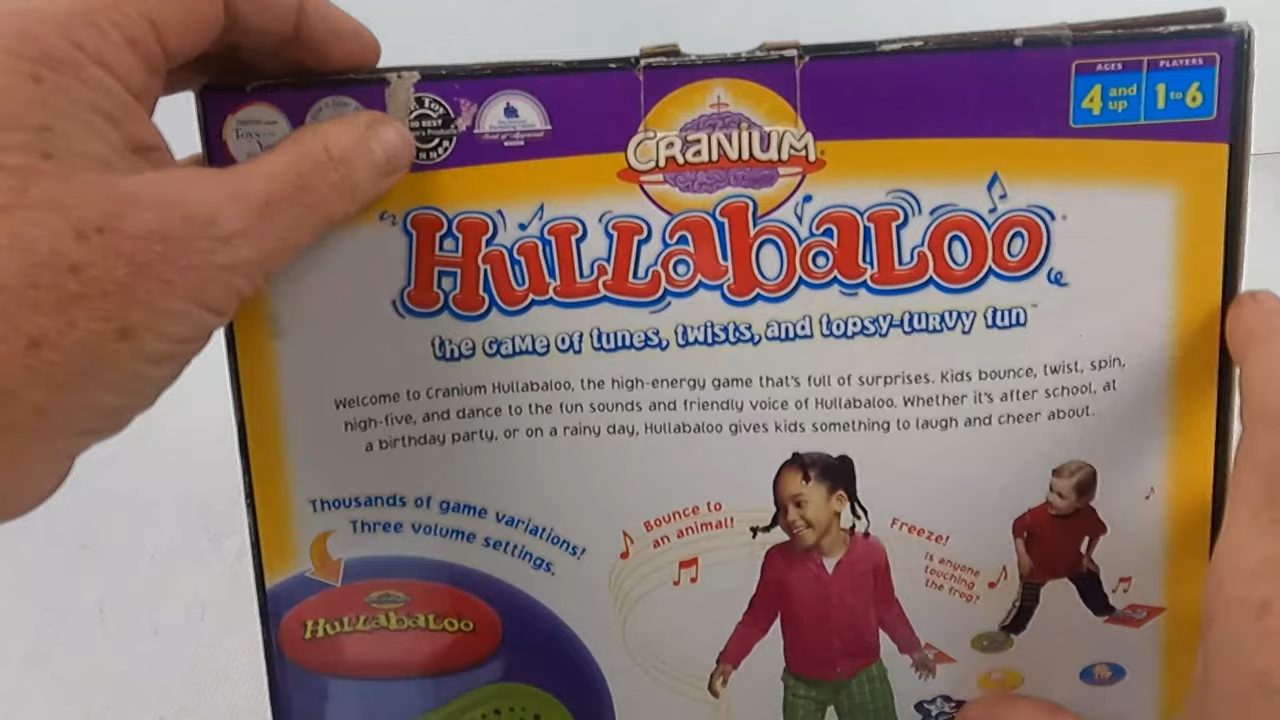 AGES
4 and up
PLAYERS
1 to 6
CRANIUM
HULLABALOO
the game of tunes, twists, and topsy-turvy fun™
Welcome to Cranium Hullabaloo, the high-energy game that's full of surprises. Kids bounce, twist, spin,
high-five, and dance to the fun sounds and friendly voice of Hullabaloo. Whether it's after school, at
a birthday party, or on a rainy day, Hullabaloo gives kids something to laugh and cheer about.
Thousands of game variations!
Three volume settings.
HULLABALOO
Bounce to
an animal!
Freeze!
Is anyone
touching
the frog?